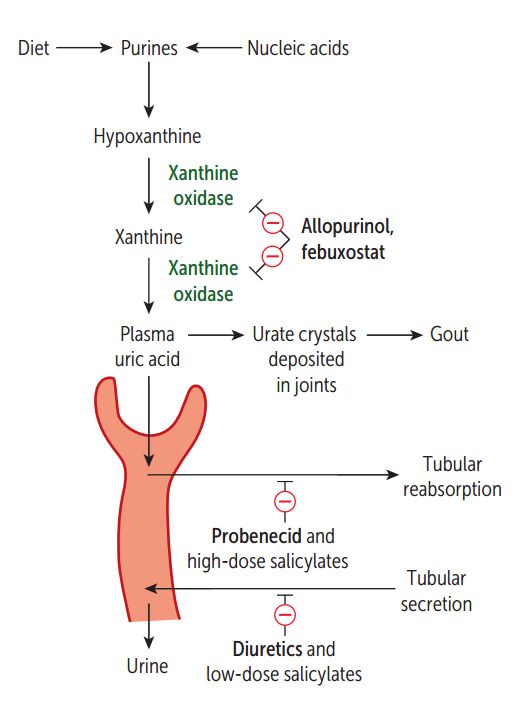 Diet Purines Nucleic acids
Hypoxanthine
Xanthine
oxidase
Xanthine
Allopurinol,
febuxostat
Xanthine
oxidase
Plasma
uric acid
Urate crystals
deposited
in joints
Gout
Tubular
reabsorption
Probenecid and
high-dose salicylates
Tubular
secretion
Diuretics and
low-dose salicylates
Urine